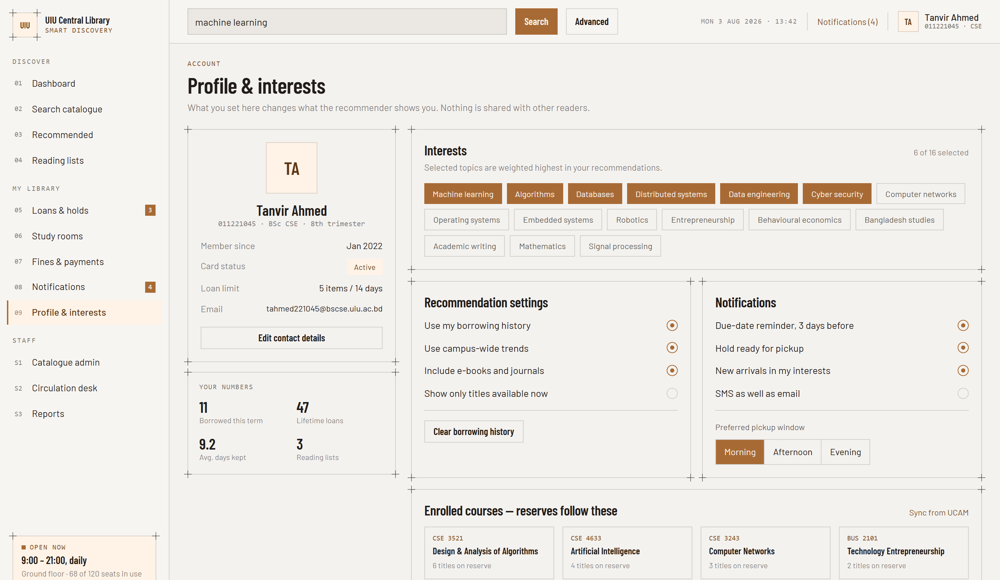 UIU
UIU Central Library
SMART DISCOVERY
DISCOVER
01 Dashboard
02 Search catalogue
03 Recommended
04 Reading lists
MY LIBRARY
05 Loans & holds 3
06 Study rooms
07 Fines & payments
08 Notifications 4
09 Profile & interests
STAFF
S1 Catalogue admin
S2 Circulation desk
S3 Reports
OPEN NOW
9:00 – 21:00, daily
Ground floor · 68 of 120 seats in use
machine learning
Search
Advanced
MON 3 AUG 2026 · 13:42
Notifications (4)
TA
Tanvir Ahmed
011221045 · CSE
ACCOUNT
Profile & interests
What you set here changes what the recommender shows you. Nothing is shared with other readers.
TA
Tanvir Ahmed
011221045 · BSc CSE · 8th trimester
Member since Jan 2022
Card status Active
Loan limit 5 items / 14 days
Email tahmed221045@bscse.uiu.ac.bd
Edit contact details
YOUR NUMBERS
11 47
Borrowed this term Lifetime loans
9.2 3
Avg. days kept Reading lists
Interests 6 of 16 selected
Selected topics are weighted highest in your recommendations.
Machine learning Algorithms Databases Distributed systems Data engineering Cyber security Computer networks
Operating systems Embedded systems Robotics Entrepreneurship Behavioural economics Bangladesh studies
Academic writing Mathematics Signal processing
Recommendation settings
Use my borrowing history
Use campus-wide trends
Include e-books and journals
Show only titles available now
Clear borrowing history
Notifications
Due-date reminder, 3 days before
Hold ready for pickup
New arrivals in my interests
SMS as well as email
Preferred pickup window
Morning Afternoon Evening
Enrolled courses — reserves follow these Sync from UCAM
CSE 3521
Design & Analysis of Algorithms
6 titles on reserve
CSE 4633
Artificial Intelligence
4 titles on reserve
CSE 3243
Computer Networks
3 titles on reserve
BUS 2101
Technology Entrepreneurship
2 titles on reserve